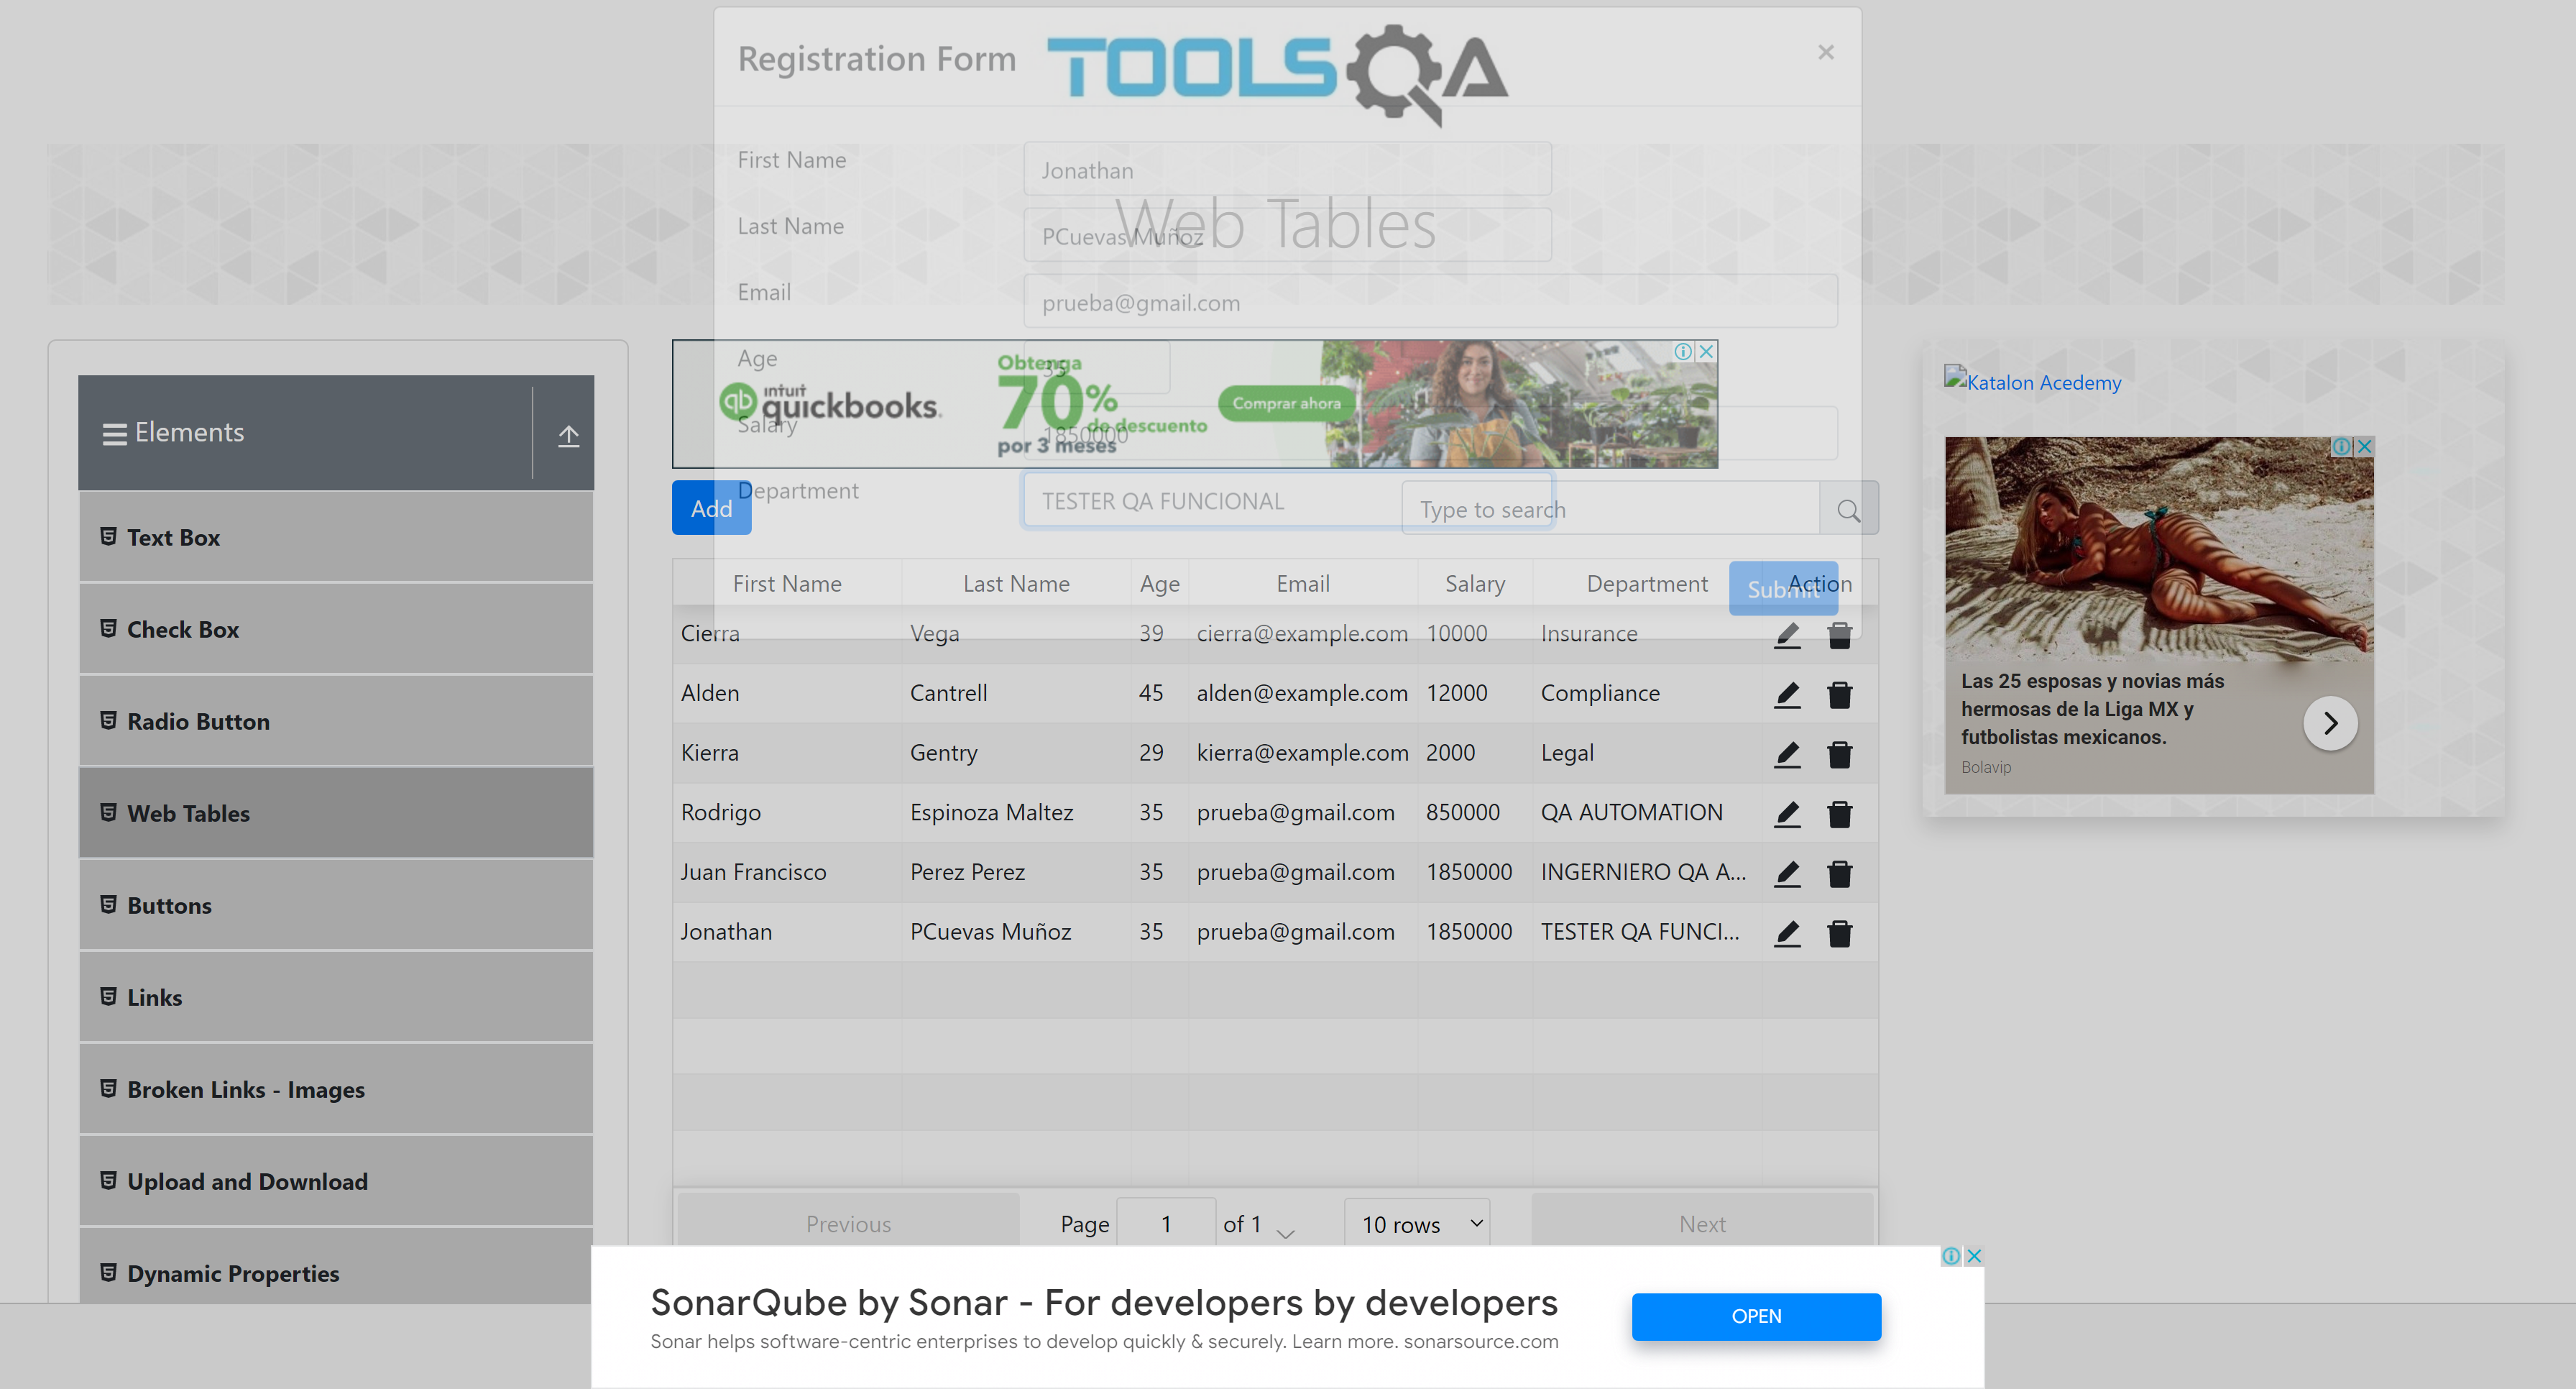 Registration Form
TOOLSQA
×
First Name
Jonathan
Last Name
PCuevas Muñoz
Web Tables
Email
prueba@gmail.com
Age
35
Salary
1850000
Department
TESTER QA FUNCIONAL
Submit
intuit
quickbooks.
Obtenga
70%
de descuento
por 3 meses
Comprar ahora
Elements
Text Box
Check Box
Radio Button
Web Tables
Buttons
Links
Broken Links - Images
Upload and Download
Dynamic Properties
Add
Type to search
First Name Last Name Age Email Salary Department Action
Cierra Vega 39 cierra@example.com 10000 Insurance
Alden Cantrell 45 alden@example.com 12000 Compliance
Kierra Gentry 29 kierra@example.com 2000 Legal
Rodrigo Espinoza Maltez 35 prueba@gmail.com 850000 QA AUTOMATION
Juan Francisco Perez Perez 35 prueba@gmail.com 1850000 INGERNIERO QA A...
Jonathan PCuevas Muñoz 35 prueba@gmail.com 1850000 TESTER QA FUNCI...
Previous Page 1 of 1 10 rows Next
Katalon Acedemy
Las 25 esposas y novias más
hermosas de la Liga MX y
futbolistas mexicanos.
Bolavip
SonarQube by Sonar - For developers by developers
Sonar helps software-centric enterprises to develop quickly & securely. Learn more. sonarsource.com
OPEN